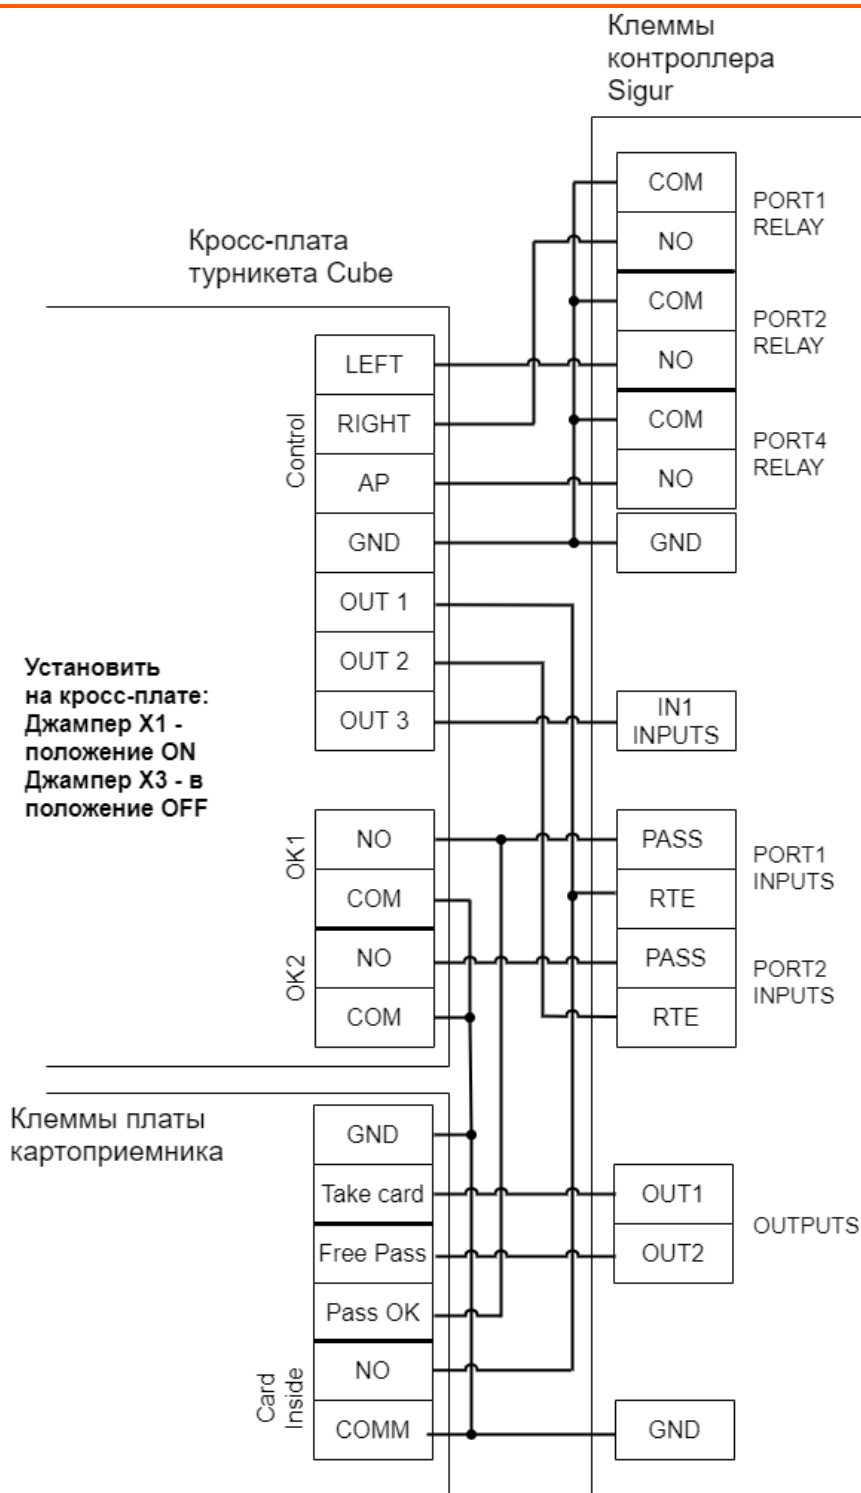 Клеммы
контроллера
Sigur
COM
NO
PORT1
RELAY
COM
NO
PORT2
RELAY
COM
NO
PORT4
RELAY
GND
Кросс-плата
турникета Cube
Control
LEFT
RIGHT
AP
GND
OUT 1
OUT 2
OUT 3
IN1
INPUTS
Установить
на кросс-плате:
Джампер X1 -
положение ON
Джампер X3 - в
положение OFF
OK1
NO
COM
OK2
NO
COM
PASS
RTE
PORT1
INPUTS
PASS
RTE
PORT2
INPUTS
Клеммы платы
картоприемника
GND
Take card
Free Pass
Pass OK
Card
Inside
NO
COMM
OUT1
OUT2
OUTPUTS
GND